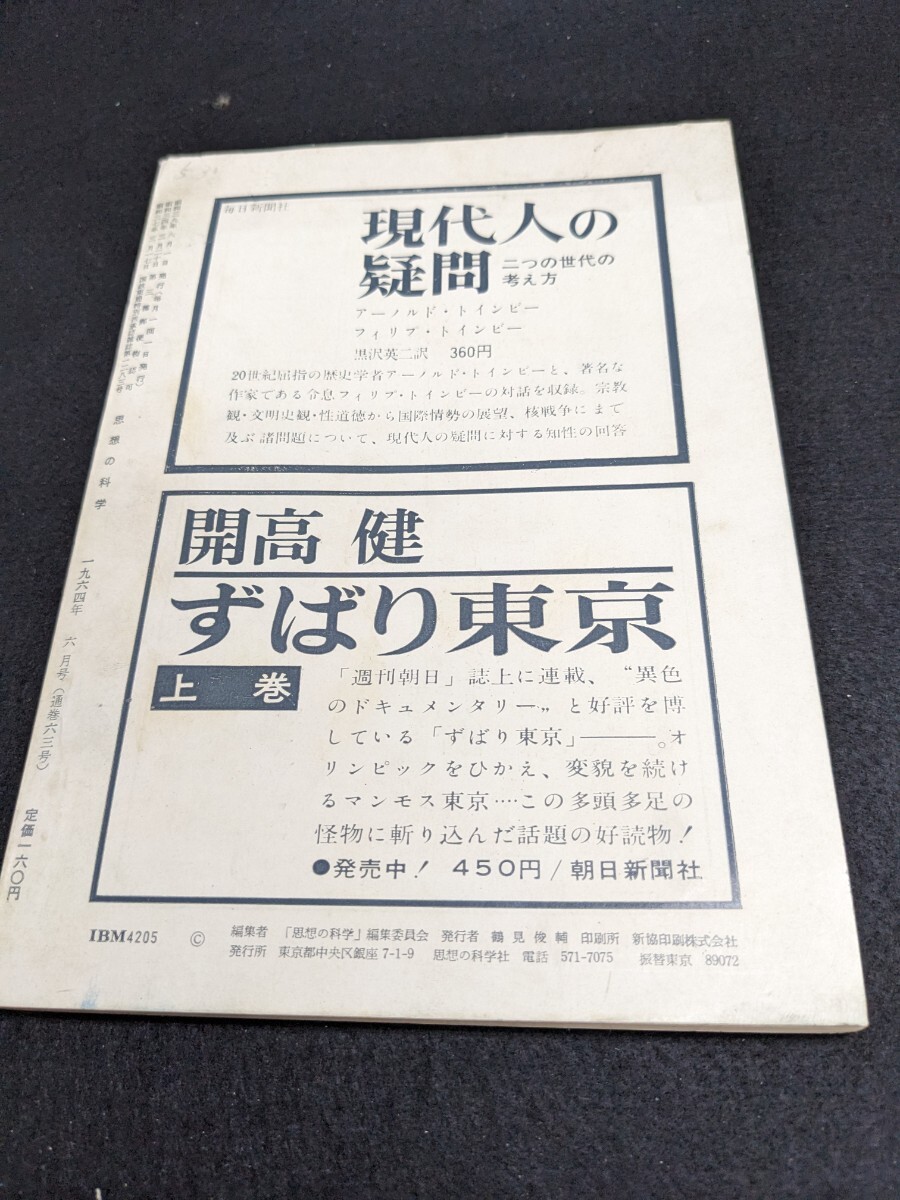 毎日新聞社
現代人の
疑問
二つの世代の
考え方
アーノルド・トインビー
フィリプ・トインビー
黒沢英二訳 360円
20世紀屈指の歴史学者アーノルド・トインビーと、著名な
作家である令息フィリプ・トインビーの対話を収録。宗教
観・文明史観・性道徳から国際情勢の展望、核戦争にまで
及ぶ諸問題について、現代人の疑問に対する知性の回答
開高 健
ずばり東京
上巻
「週刊朝日」誌上に連載、“異色
のドキュメンタリー„と好評を博
している「ずばり東京」――。オ
リンピックをひかえ、変貌を続け
るマンモス東京‥‥この多頭多足の
怪物に斬り込んだ話題の好読物！
●発売中！ 450円/朝日新聞社
思想の科学 一九六四年 六月号（通巻六三号） 定価一六〇円
IBM4205 ©
編集者 「思想の科学」編集委員会 発行者 鶴見俊輔 印刷所 新協印刷株式会社
発行所 東京都中央区銀座7-1-9 思想の科学社 電話 571-7075 振替東京 89072